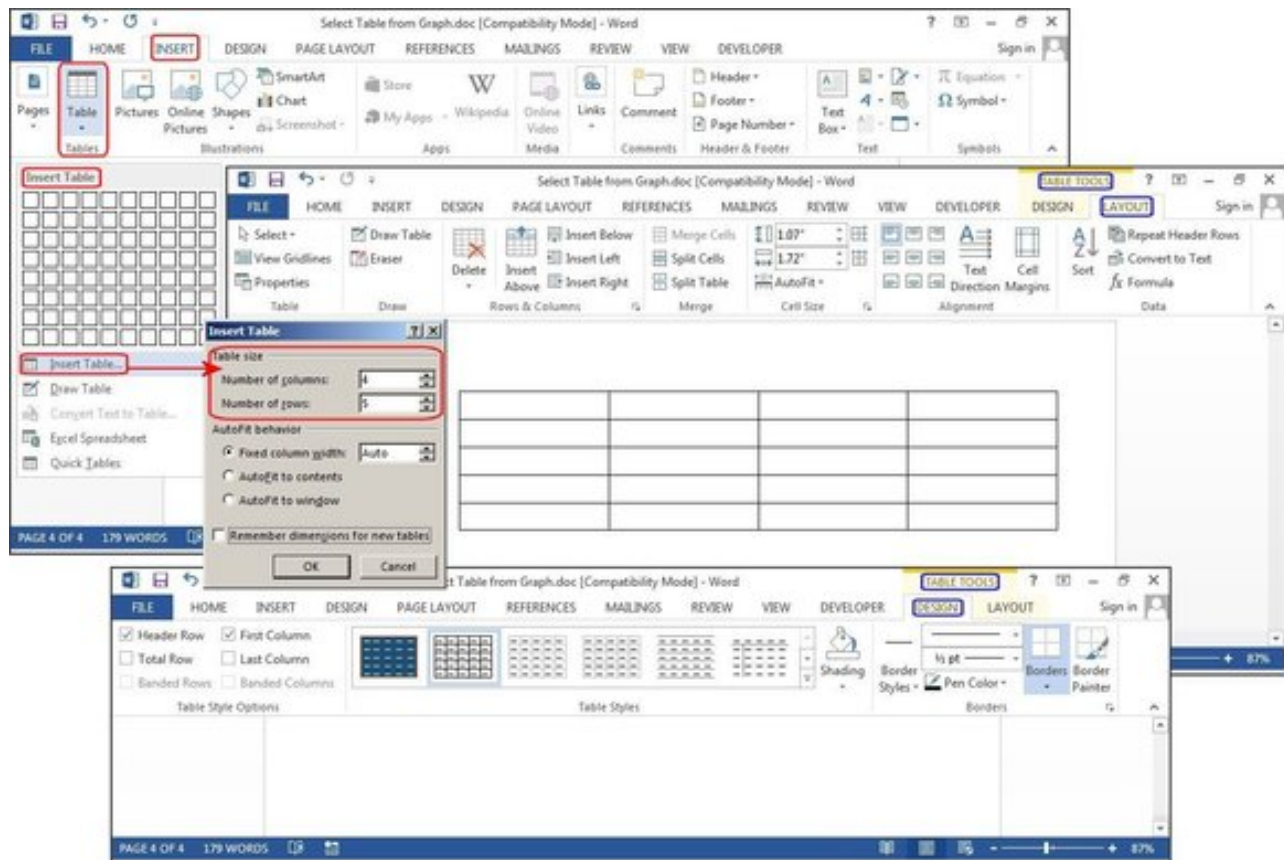 Select Table from Graph.doc [Compatibility Mode] - Word
FILE HOME INSERT DESIGN PAGE LAYOUT REFERENCES MAILINGS REVIEW VIEW DEVELOPER Sign in
Pages Table Pictures Online Pictures Shapes SmartArt Chart Screenshot Store My Apps Wikipedia Online Video Links Comment Header Footer Page Number Text Box Equation Symbol
Tables Illustrations Apps Media Comments Header & Footer Text Symbols
Insert Table
Insert Table...
Draw Table
Convert Text to Table...
Excel Spreadsheet
Quick Tables
PAGE 4 OF 4 179 WORDS
Select Table from Graph.doc [Compatibility Mode] - Word TABLE TOOLS
FILE HOME INSERT DESIGN PAGE LAYOUT REFERENCES MAILINGS REVIEW VIEW DEVELOPER DESIGN LAYOUT Sign in
Select Draw Table Insert Below Merge Cells 1.07" Repeat Header Rows
View Gridlines Eraser Delete Insert Above Insert Left Split Cells 1.72" Text Direction Cell Margins Sort Convert to Text
Properties Insert Right Split Table AutoFit Formula
Table Draw Rows & Columns Merge Cell Size Alignment Data
Insert Table
Table size
Number of columns: 4
Number of rows: 5
AutoFit behavior
Fixed column width: Auto
AutoFit to contents
AutoFit to window
Remember dimensions for new tables
OK Cancel
87%
t Table from Graph.doc [Compatibility Mode] - Word TABLE TOOLS
FILE HOME INSERT DESIGN PAGE LAYOUT REFERENCES MAILINGS REVIEW VIEW DEVELOPER DESIGN LAYOUT Sign in
Header Row First Column
Total Row Last Column Shading Border Styles ½ pt Pen Color Borders Border Painter
Banded Rows Banded Columns
Table Style Options Table Styles Borders
PAGE 4 OF 4 179 WORDS 87%